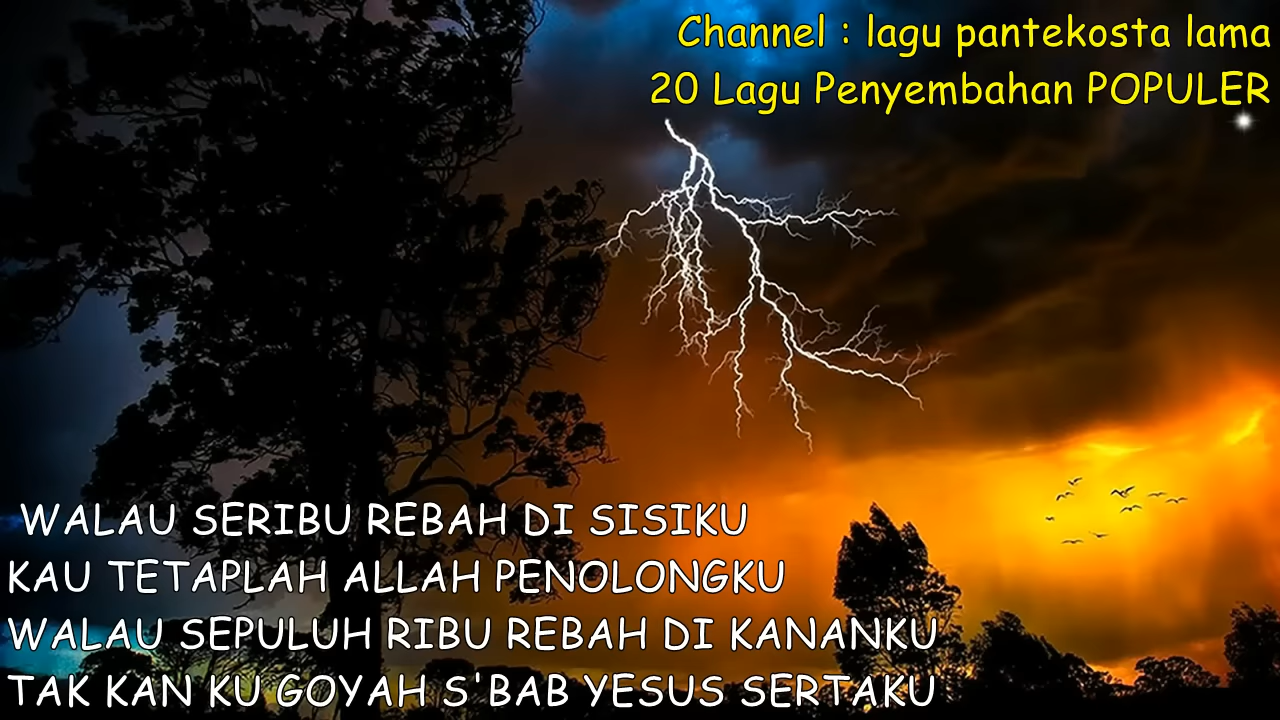 Channel : lagu pantekosta lama
20 Lagu Penyembahan POPULER
WALAU SERIBU REBAH DI SISIKU
KAU TETAPLAH ALLAH PENOLONGKU
WALAU SEPULUH RIBU REBAH DI KANANKU
TAK KAN KU GOYAH S'BAB YESUS SERTAKU